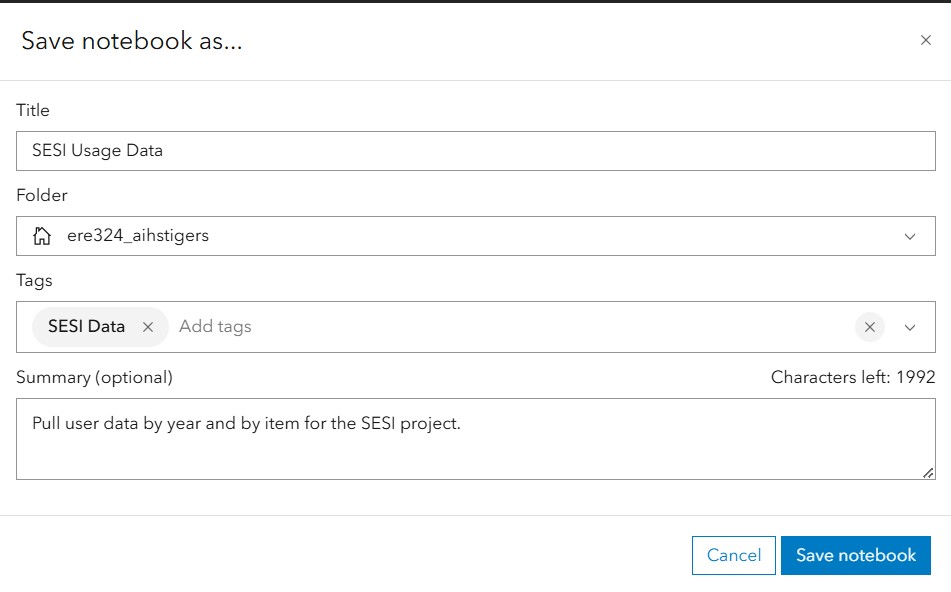 Save notebook as...
Title
SESI Usage Data
Folder
ere324_aihstigers
Tags
SESI Data
Add tags
Summary (optional) Characters left: 1992
Pull user data by year and by item for the SESI project.
Cancel Save notebook